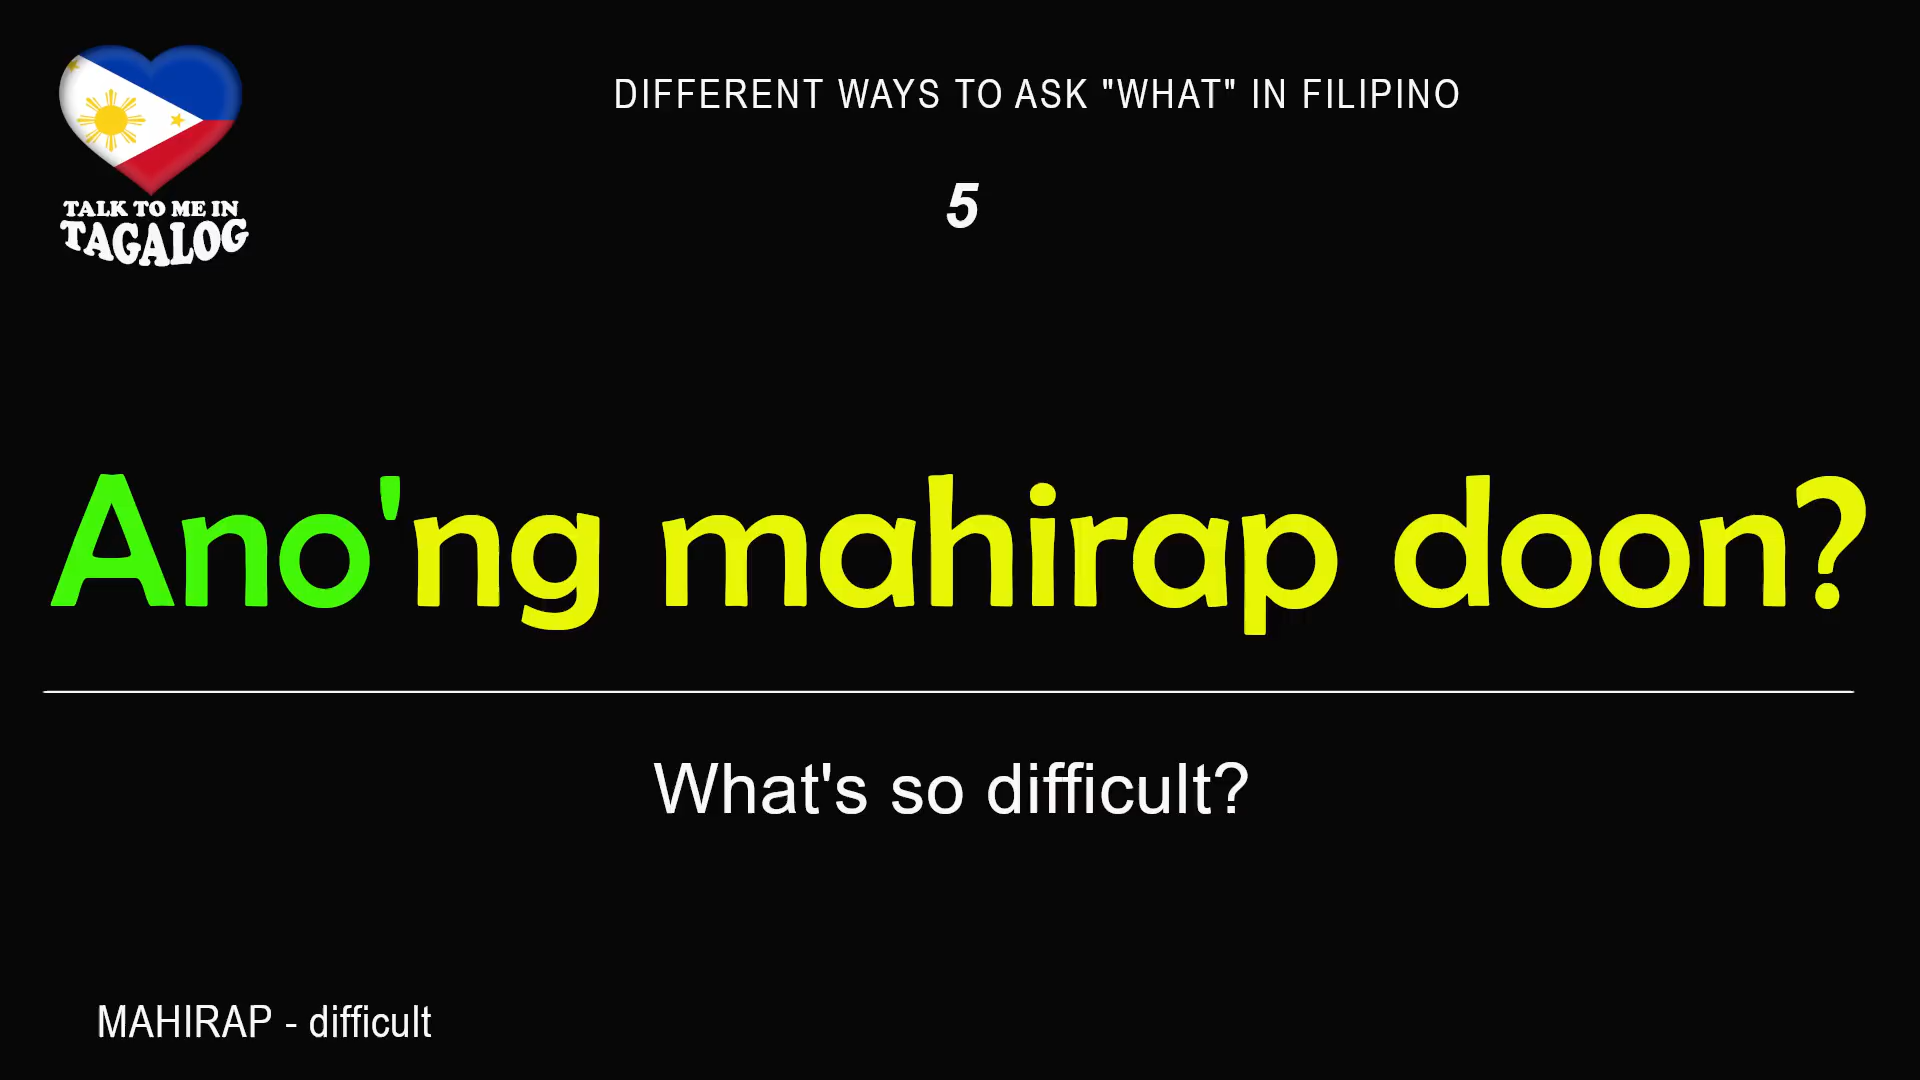 TALK TO ME IN
TAGALOG
DIFFERENT WAYS TO ASK "WHAT" IN FILIPINO
5
Ano'ng mahirap doon?
What's so difficult?
MAHIRAP - difficult